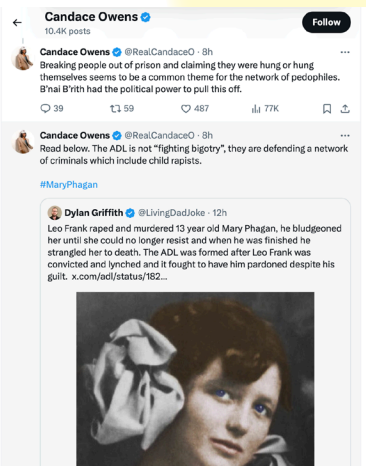 Candace Owens
10.4K posts
Follow
Candace Owens @RealCandaceO · 8h
Breaking people out of prison and claiming they were hung or hung
themselves seems to be a common theme for the network of pedophiles.
B'nai B'rith had the political power to pull this off.
39 59 487 77K
Candace Owens @RealCandaceO · 8h
Read below. The ADL is not "fighting bigotry", they are defending a network
of criminals which include child rapists.
#MaryPhagan
Dylan Griffith @LivingDadJoke · 12h
Leo Frank raped and murdered 13 year old Mary Phagan, he bludgeoned
her until she could no longer resist and when he was finished he
strangled her to death. The ADL was formed after Leo Frank was
convicted and lynched and it fought to have him pardoned despite his
guilt. x.com/adl/status/182...